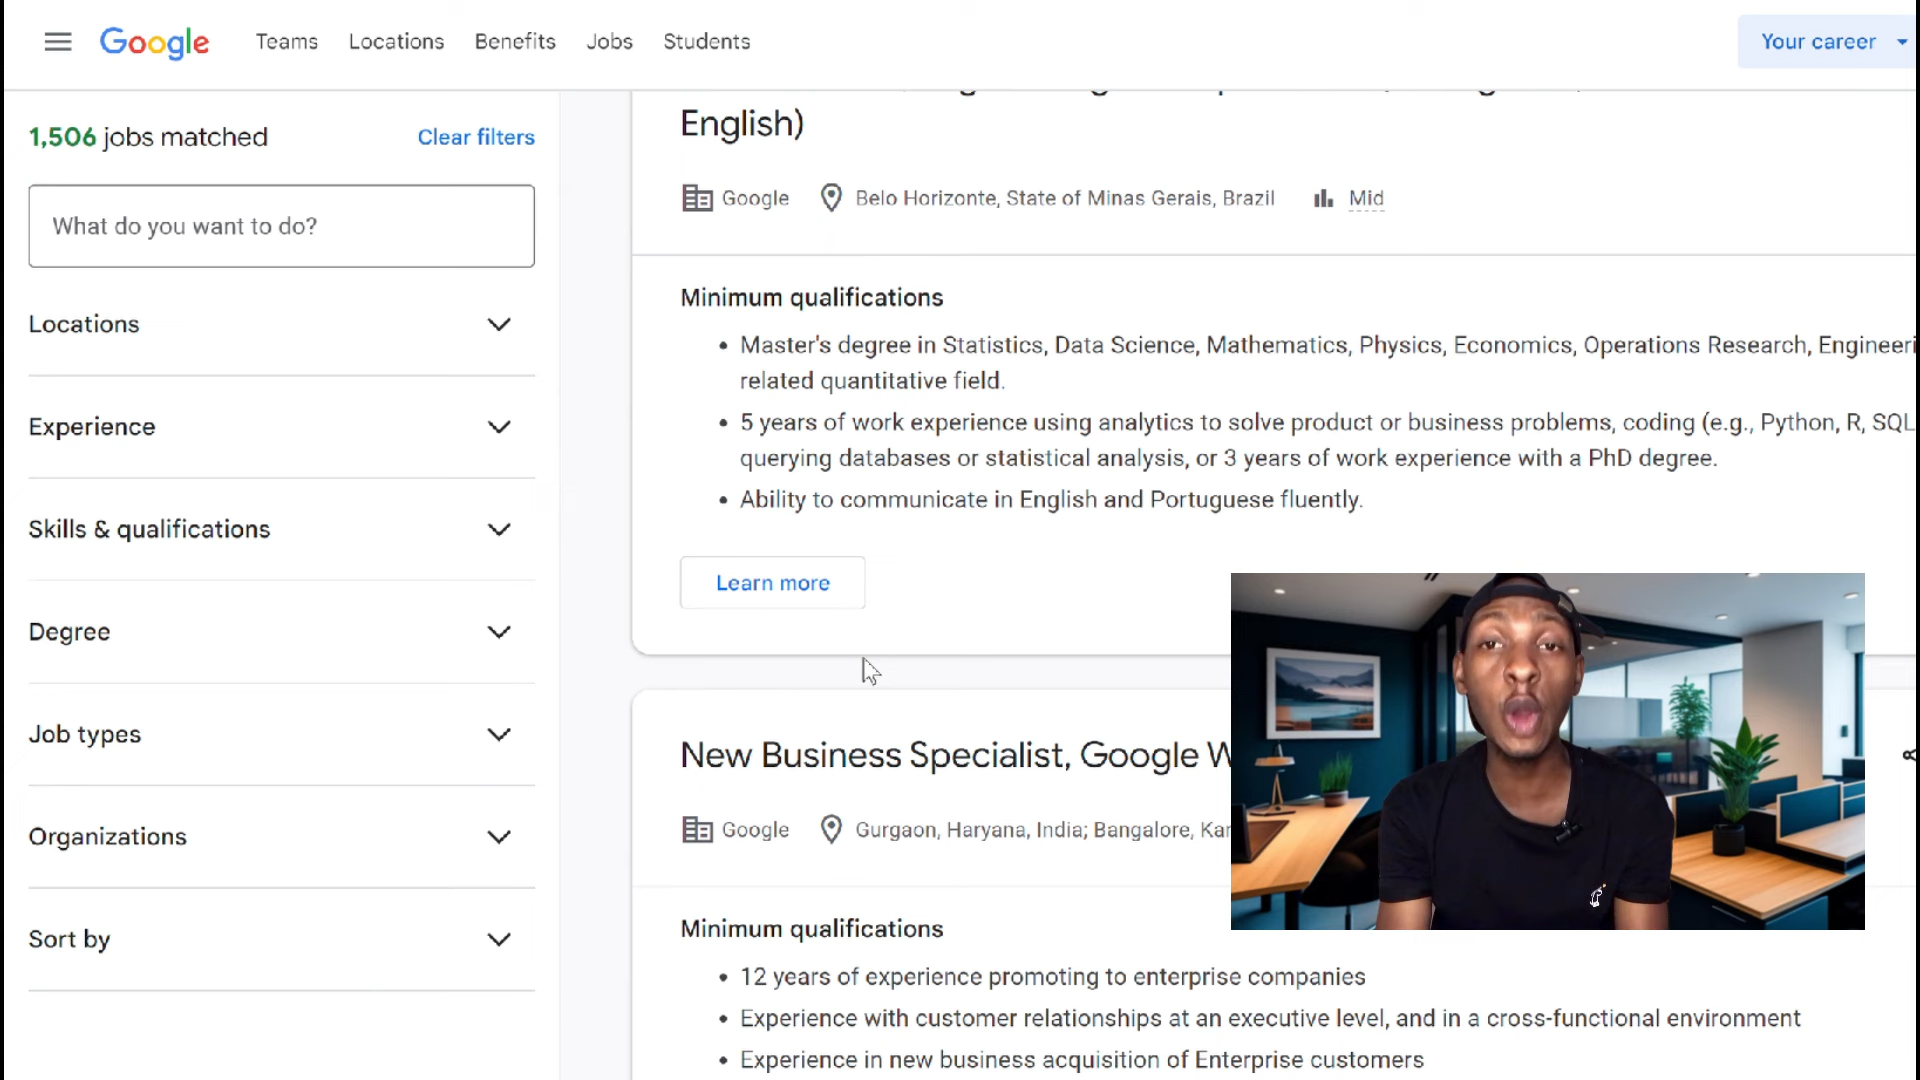 Google Teams Locations Benefits Jobs Students Your career
1,506 jobs matched Clear filters
What do you want to do?
Locations
Experience
Skills & qualifications
Degree
Job types
Organizations
Sort by
English)
Google Belo Horizonte, State of Minas Gerais, Brazil Mid
Minimum qualifications
• Master's degree in Statistics, Data Science, Mathematics, Physics, Economics, Operations Research,
related quantitative field.
• 5 years of work experience using analytics to solve product or business problems, coding (e.g., Python, R, SQL
querying databases or statistical analysis, or 3 years of work experience with a PhD degree.
• Ability to communicate in English and Portuguese fluently.
Learn more
New Business Specialist, Google
Google Gurgaon, Haryana, India; Bangalore,
Minimum qualifications
• 12 years of experience promoting to enterprise companies
• Experience with customer relationships at an executive level, and in a cross-functional environment
• Experience in new business acquisition of Enterprise customers